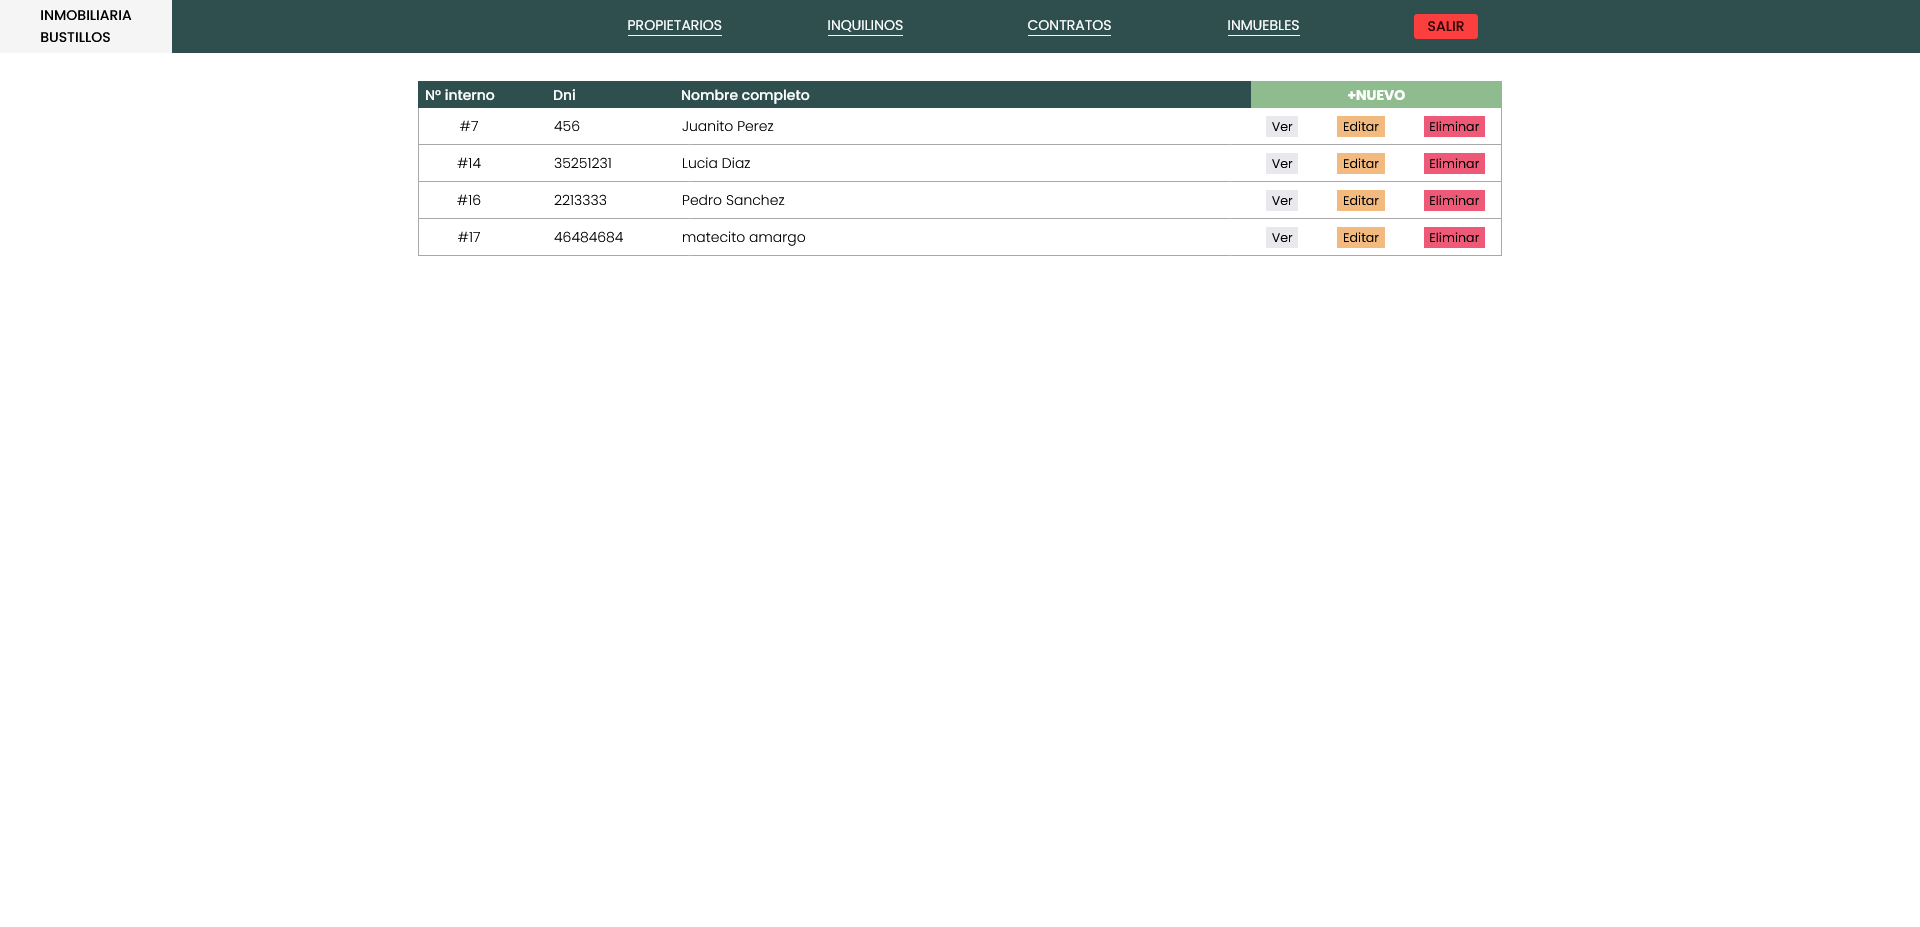 INMOBILIARIA
BUSTILLOS
PROPIETARIOS INQUILINOS CONTRATOS INMUEBLES SALIR
Nº interno Dni Nombre completo +NUEVO
#7 456 Juanito Perez Ver Editar Eliminar
#14 35251231 Lucia Diaz Ver Editar Eliminar
#16 2213333 Pedro Sanchez Ver Editar Eliminar
#17 46484684 matecito amargo Ver Editar Eliminar